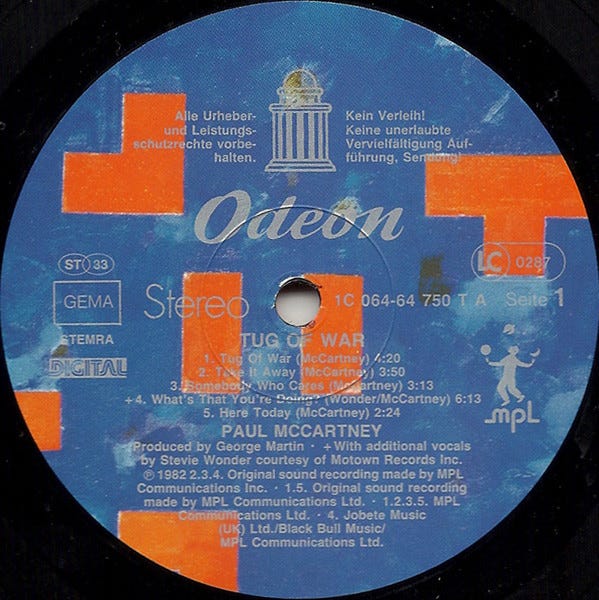 Alle Urheber-
und Leistungs-
schutzrechte vorbe-
halten.
Kein Verleih!
Keine unerlaubte
Vervielfältigung Auf-
führung, Sendung!
Odeon
ST 33
GEMA
STEMRA
DIGITAL
Stereo
1C 064-64 750 T A
LC 0287
Seite 1
TUG OF WAR
1. Tug Of War (McCartney) 4:20
2. Take It Away (McCartney) 3:50
3. Somebody Who Cares (McCartney) 3:13
+4. What's That You're Doing? (Wonder/McCartney) 6:13
5. Here Today (McCartney) 2:24
PAUL MCCARTNEY
Produced by George Martin · +With additional vocals
by Stevie Wonder courtesy of Motown Records Inc.
℗ 1982 2.3.4. Original sound recording made by MPL
Communications Inc. · 1.5. Original sound recording
made by MPL Communications Ltd. · 1.2.3.5. MPL
Communications Ltd. · 4. Jobete Music
(UK) Ltd./Black Bull Music/
MPL Communications Ltd.
MPL